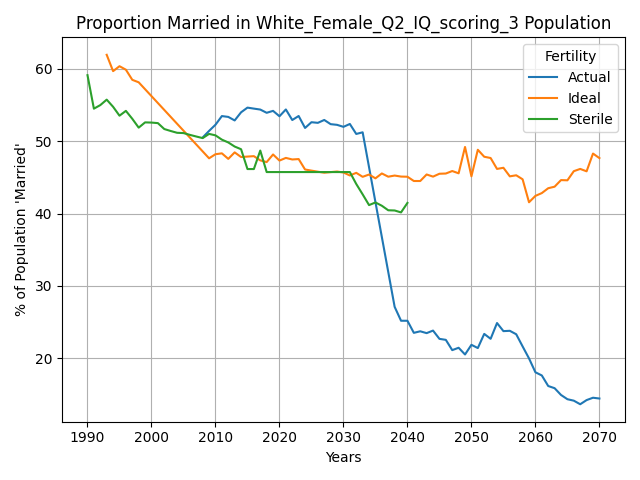 Proportion Married in White_Female_Q2_IQ_scoring_3 Population
% of Population 'Married'
60
50
40
30
20
Fertility
Actual
Ideal
Sterile
1990 2000 2010 2020 2030 2040 2050 2060 2070
Years